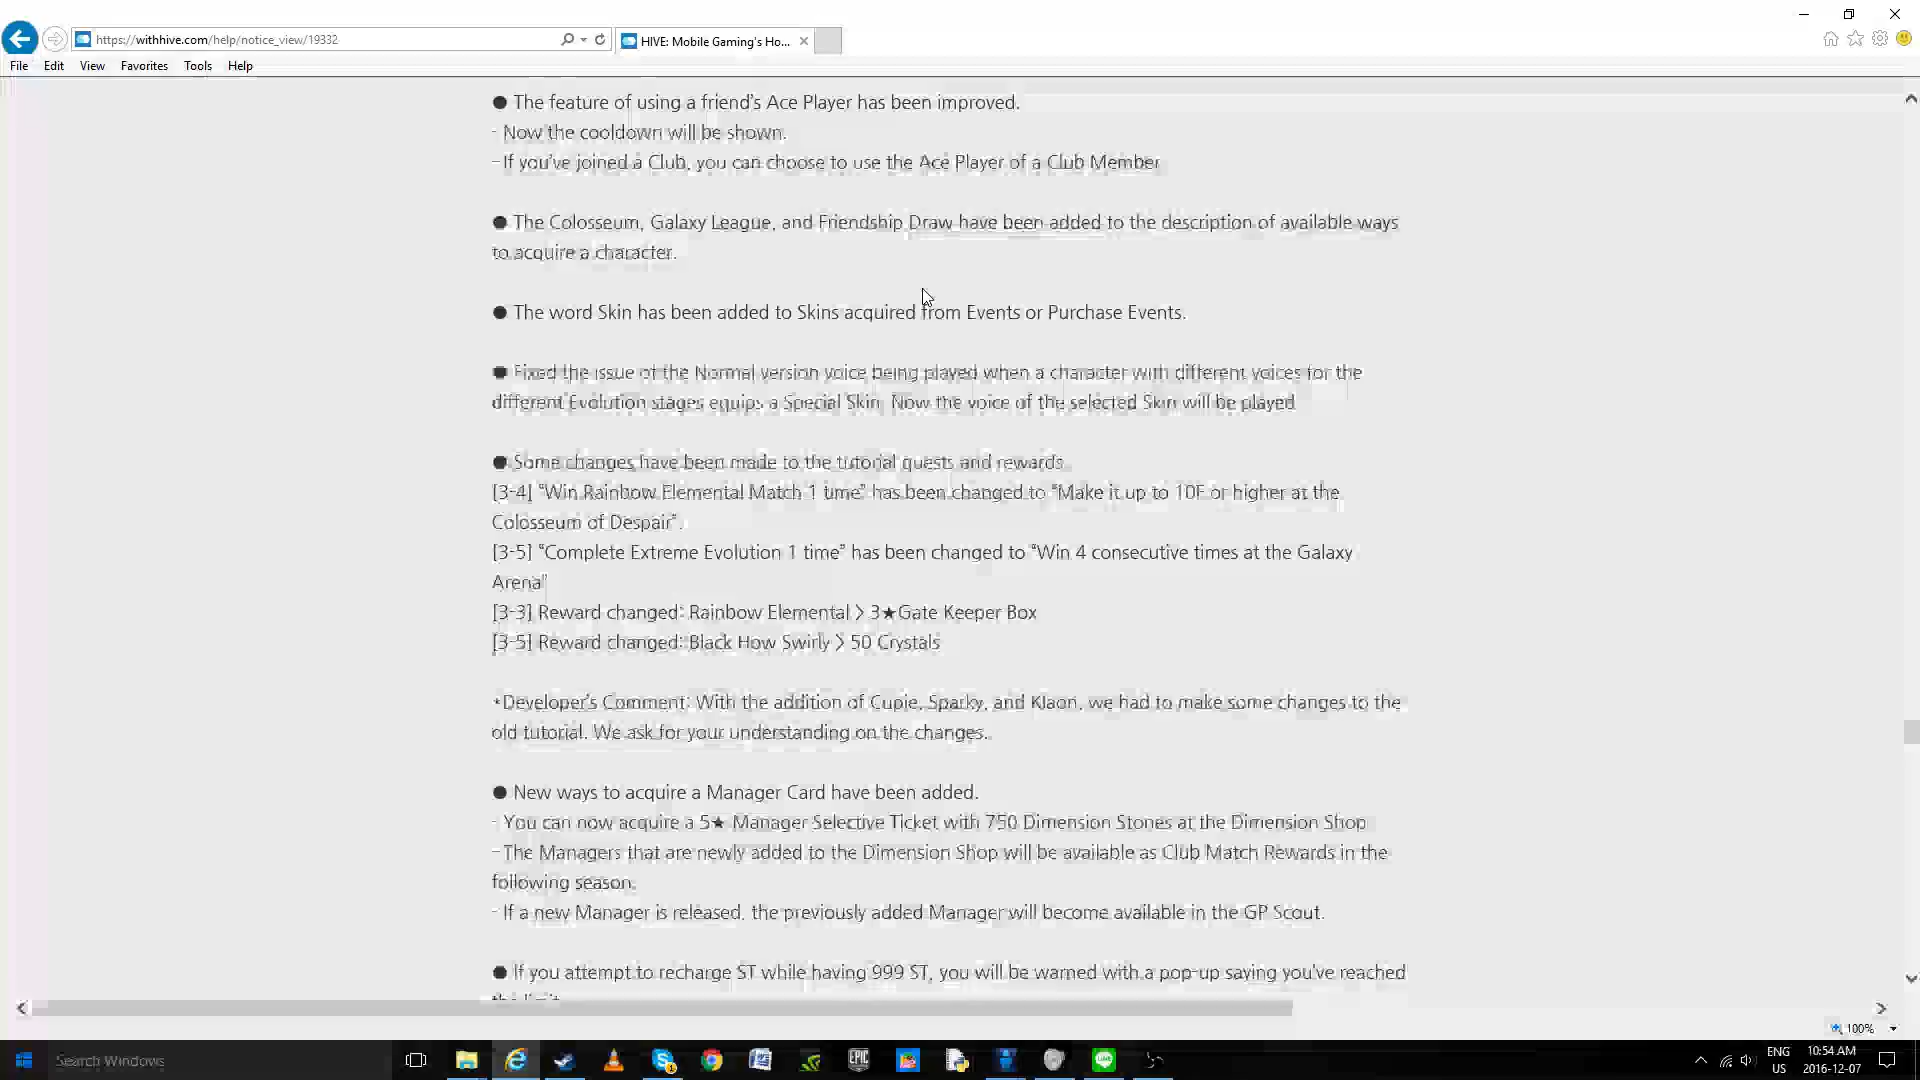 https://withhive.com/help/notice_view/19332
HIVE: Mobile Gaming's Ho...
File Edit View Favorites Tools Help
● The feature of using a friend's Ace Player has been improved.
- Now the cooldown will be shown.
- If you've joined a Club, you can choose to use the Ace Player of a Club Member
● The Colosseum, Galaxy League, and Friendship Draw have been added to the description of available ways
to acquire a character.
● The word Skin has been added to Skins acquired from Events or Purchase Events.
● Fixed the issue of the Normal version voice being played when a character with different voices for the
different Evolution stages equips a Special Skin. Now the voice of the selected Skin will be played
● Some changes have been made to the tutorial quests and rewards.
[3-4] “Win Rainbow Elemental Match 1 time” has been changed to “Make it up to 10F or higher at the
Colosseum of Despair”.
[3-5] “Complete Extreme Evolution 1 time” has been changed to “Win 4 consecutive times at the Galaxy
Arena”
[3-3] Reward changed: Rainbow Elemental > 3★Gate Keeper Box
[3-5] Reward changed: Black How Swirly > 50 Crystals
*Developer's Comment: With the addition of Cupie, Sparky, and Klaon, we had to make some changes to the
old tutorial. We ask for your understanding on the changes.
● New ways to acquire a Manager Card have been added.
- You can now acquire a 5★ Manager Selective Ticket with 750 Dimension Stones at the Dimension Shop
- The Managers that are newly added to the Dimension Shop will be available as Club Match Rewards in the
following season.
- If a new Manager is released, the previously added Manager will become available in the GP Scout.
● If you attempt to recharge ST while having 999 ST, you will be warned with a pop-up saying you've reached
the limit
100%
Search Windows
EPIC
LINE
ENG
US
10:54 AM
2016-12-07